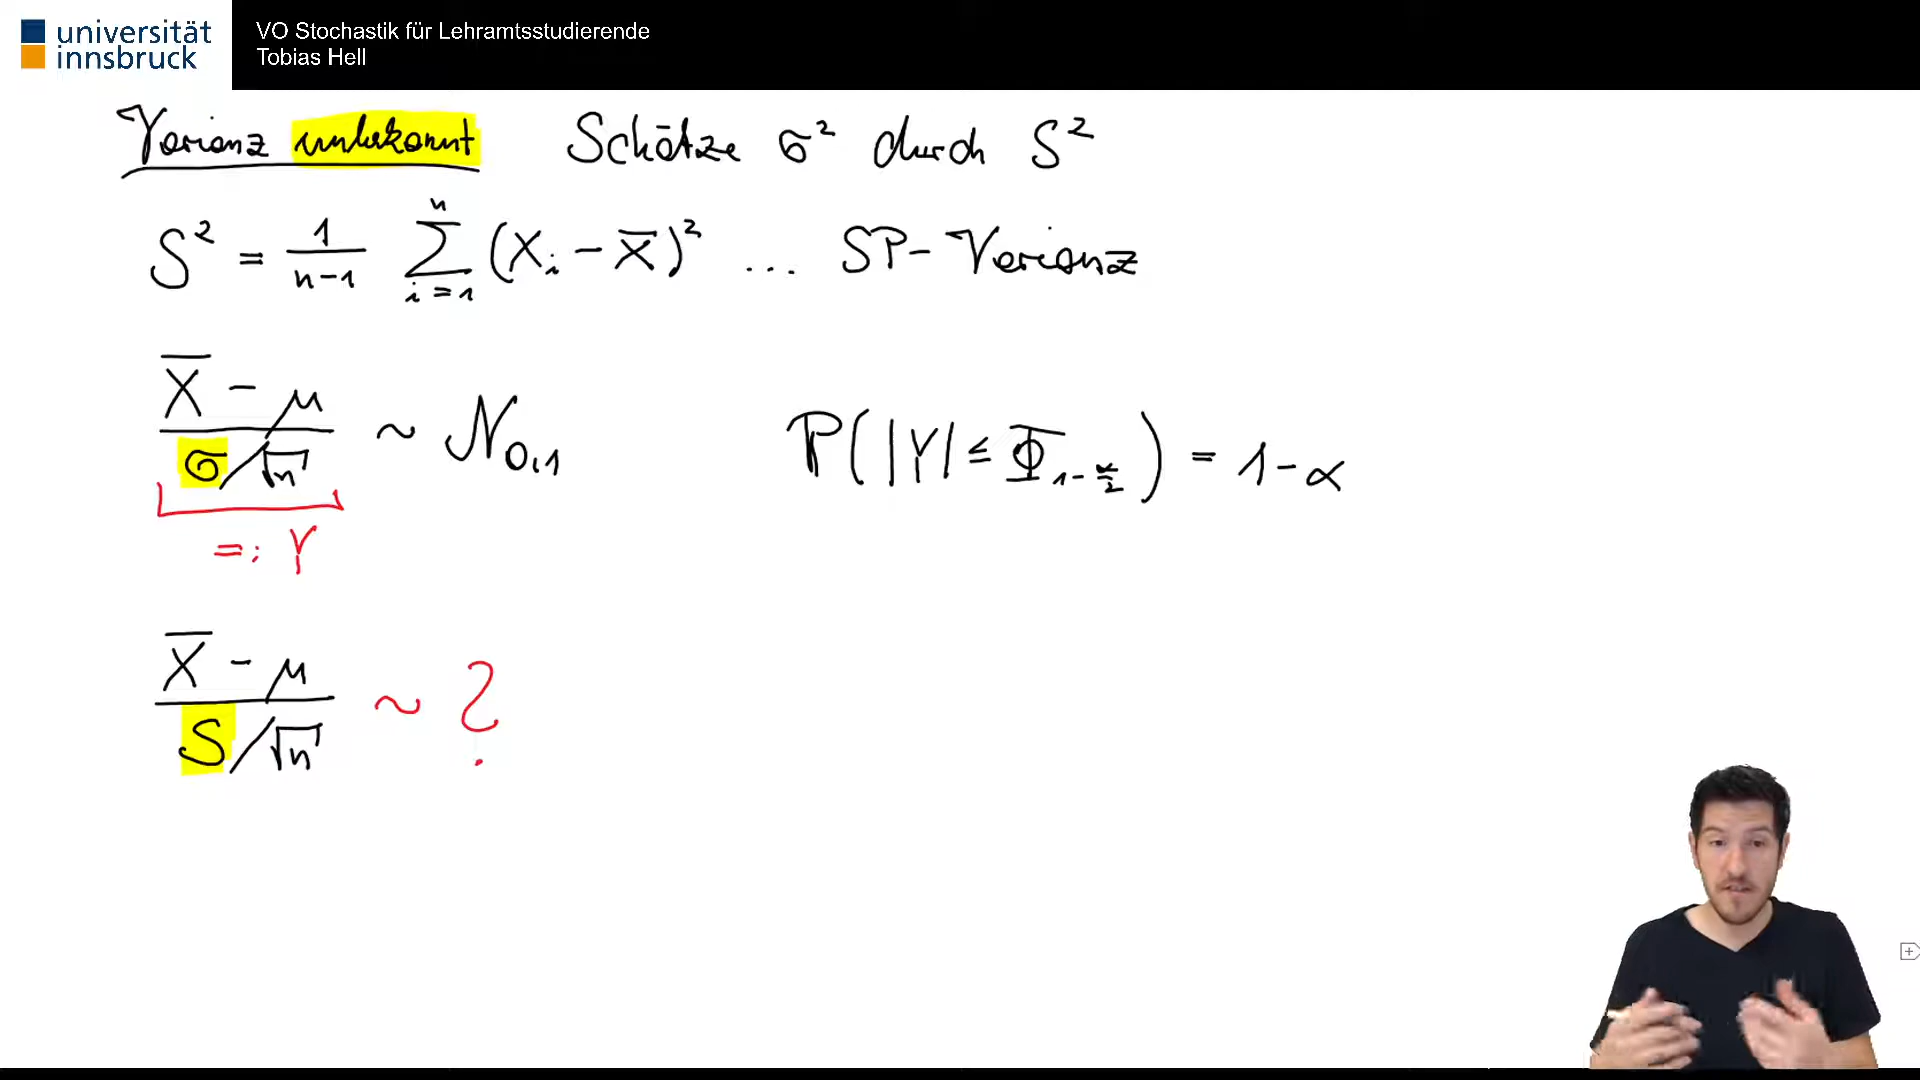 universität
innsbruck
VO Stochastik für Lehramtsstudierende
Tobias Hell
Varianz unbekannt Schätze σ² durch S²
S² = 1/(n-1) ∑_{i=1}^{n} (X_i - X̄)² ... SP-Varianz
(X̄ - μ)/(σ/√n) ~ N_{0,1} P(|Y| ≤ Φ_{1-α/2}) = 1-α
=: Y
(X̄ - μ)/(S/√n) ~ ?